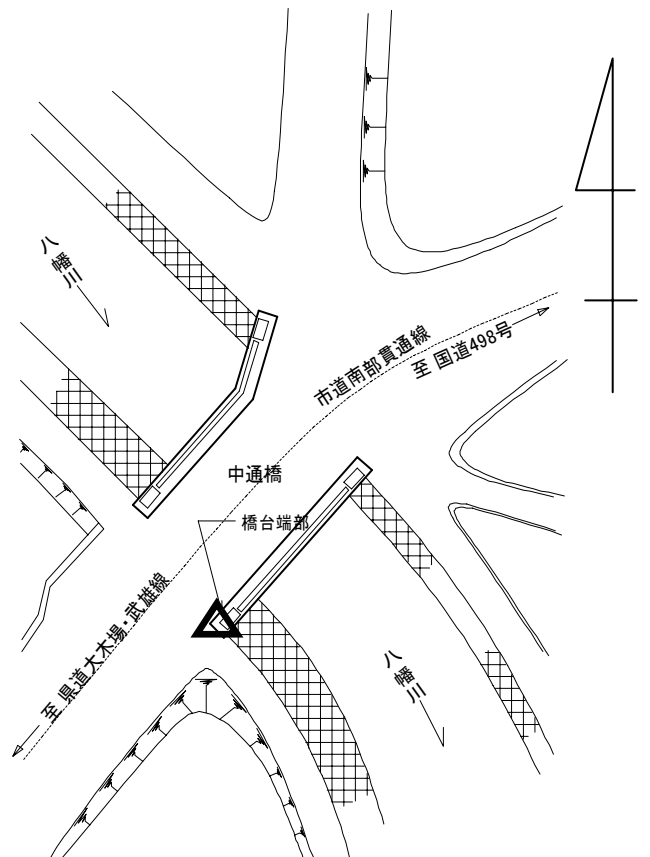 八幡川
市道南部貫通線
至 国道498号
中通橋
橋台端部
至 県道大木場・武雄線
八幡川